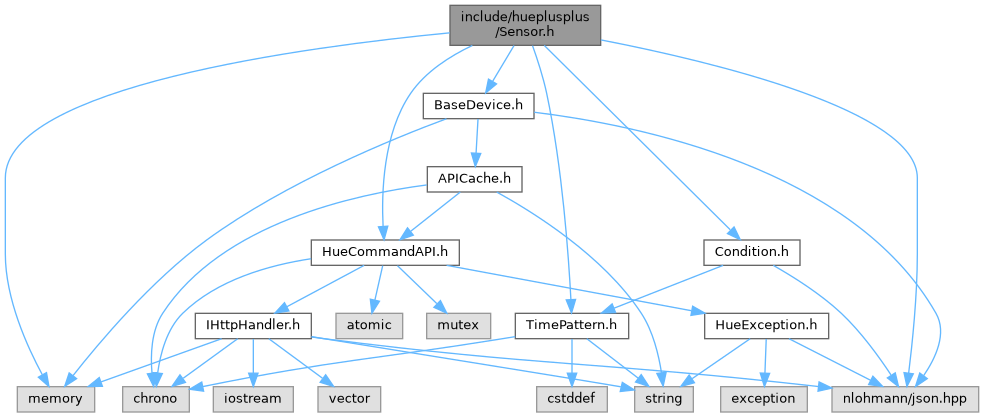 include/hueplusplus
/Sensor.h
BaseDevice.h
APICache.h
HueCommandAPI.h
Condition.h
IHttpHandler.h
atomic
mutex
TimePattern.h
HueException.h
memory
chrono
iostream
vector
cstddef
string
exception
nlohmann/json.hpp